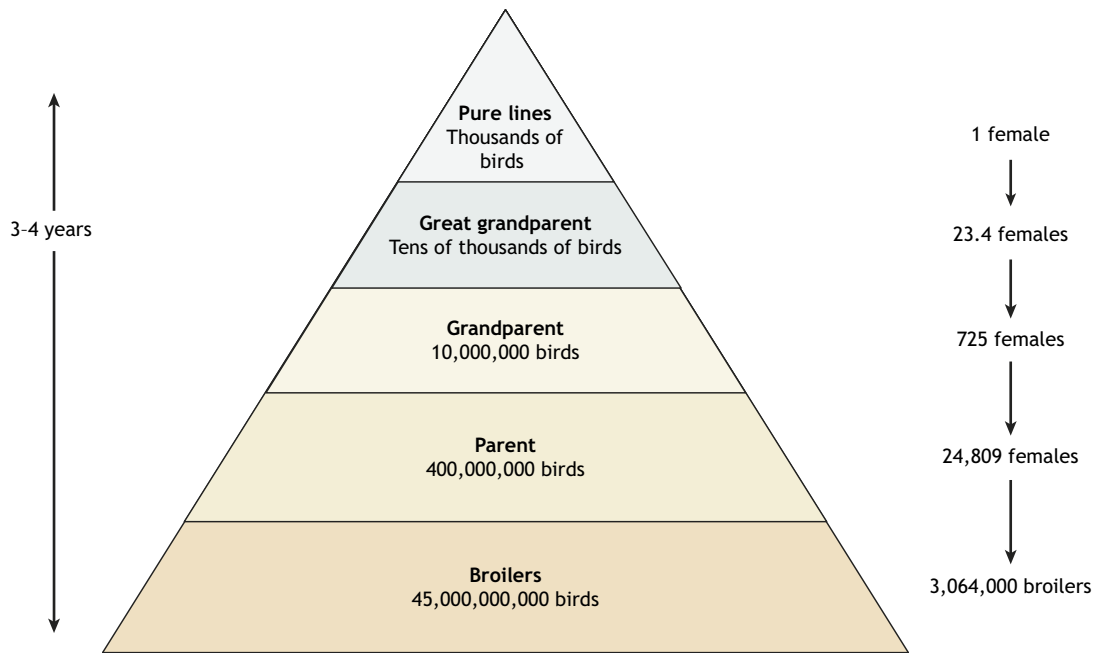 Pure lines
Thousands of
birds
1 female
3–4 years
Great grandparent
Tens of thousands of birds
23.4 females
Grandparent
10,000,000 birds
725 females
Parent
400,000,000 birds
24,809 females
Broilers
45,000,000,000 birds
3,064,000 broilers